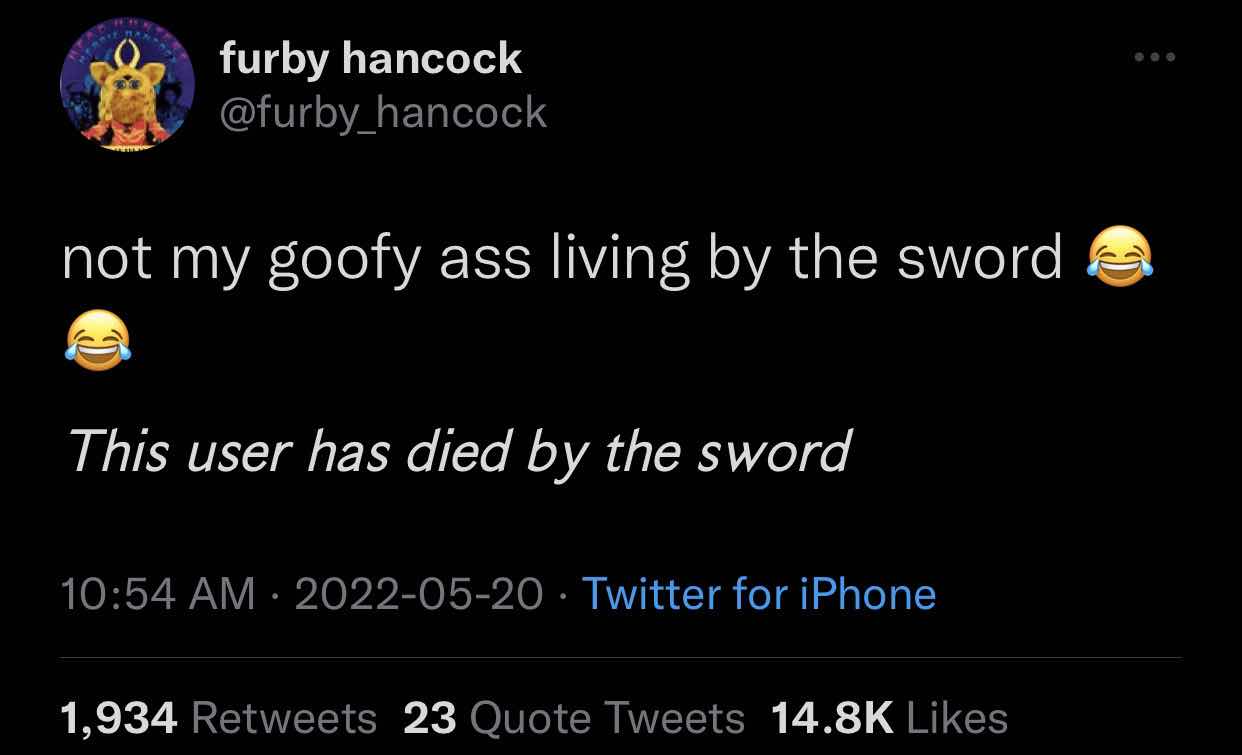 furby hancock
@furby_hancock
not my goofy ass living by the sword 😂
😂
This user has died by the sword
10:54 AM · 2022-05-20 · Twitter for iPhone
1,934 Retweets 23 Quote Tweets 14.8K Likes